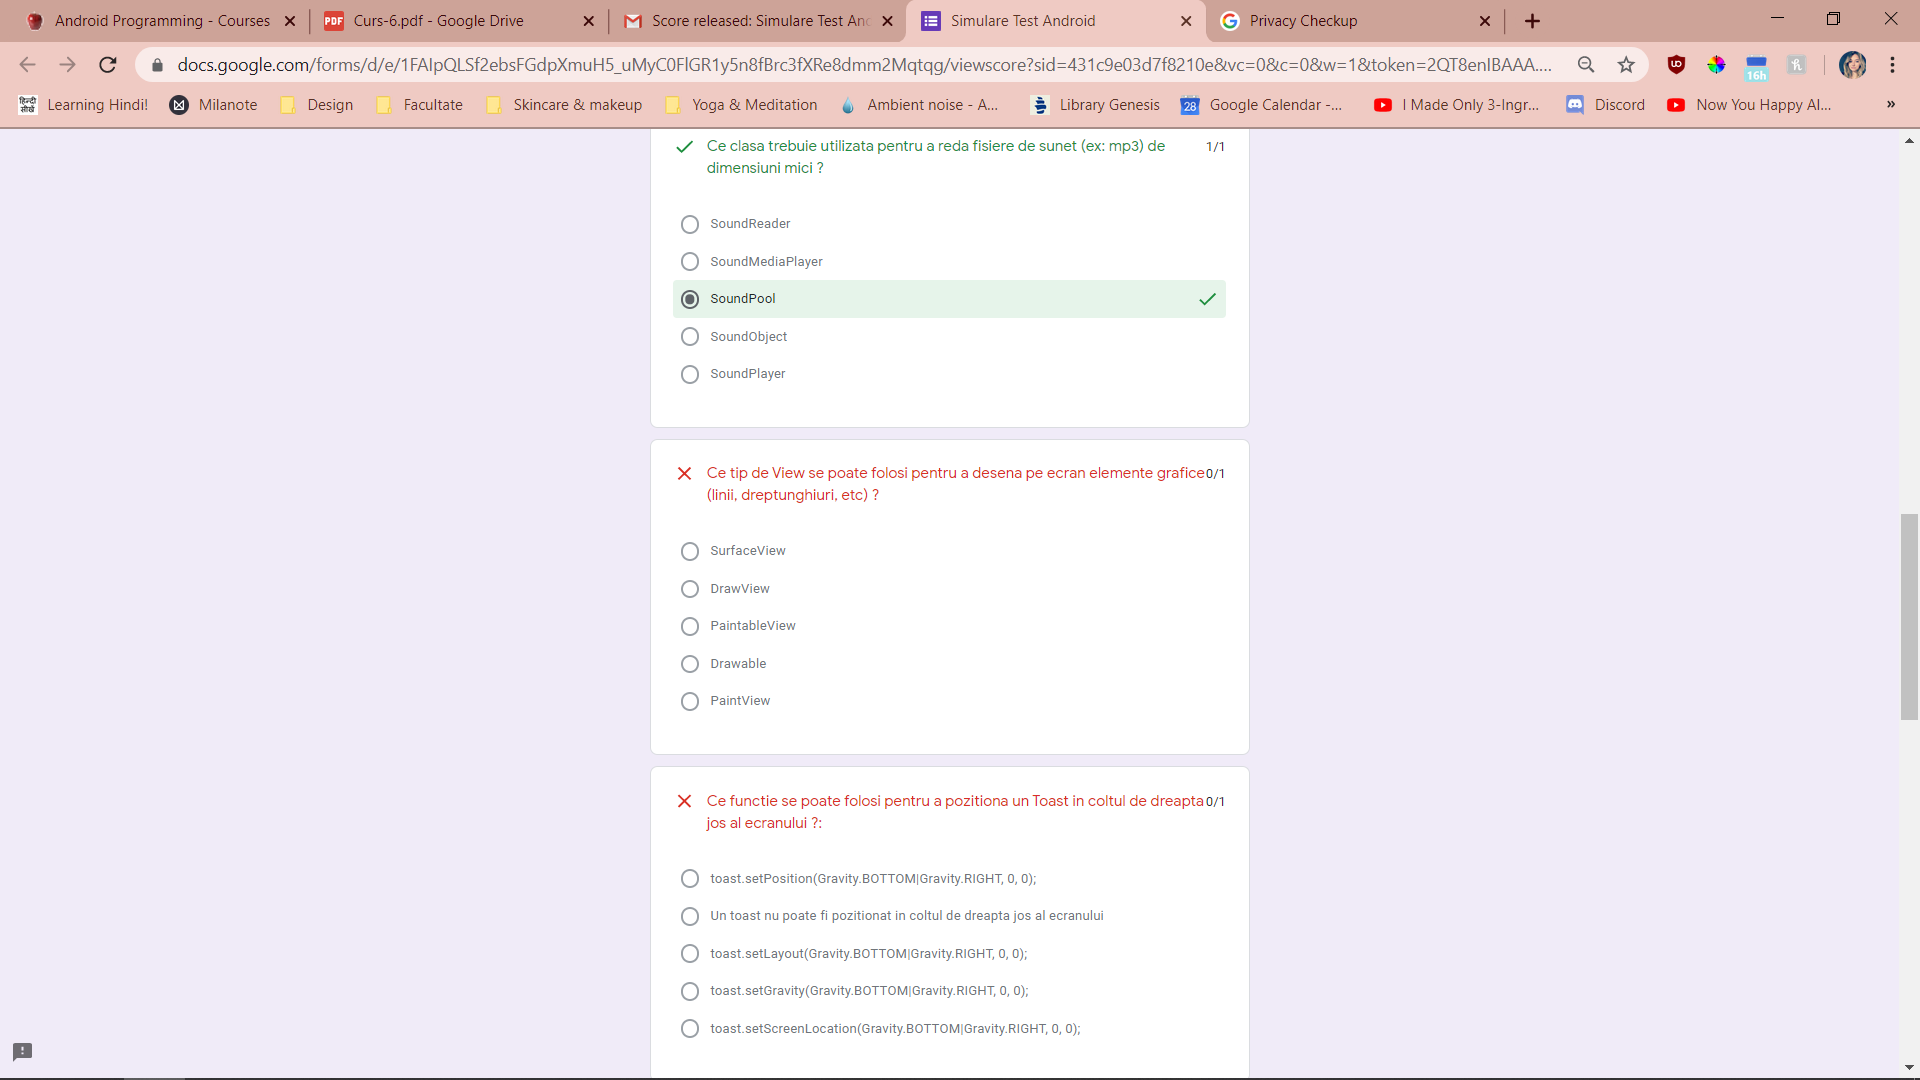 Android Programming - Courses
PDF
Curs-6.pdf - Google Drive
Score released: Simulare Test An
Simulare Test Android
Privacy Checkup
docs.google.com/forms/d/e/1FAIpQLSf2ebsFGdpXmuH5_uMyC0FlGR1y5n8fBrc3fXRe8dmm2Mqtqg/viewscore?sid=431c9e03d7f8210e&vc=0&c=0&w=1&token=2QT8enIBAAA....
16h
हिन्दी सीखें
Learning Hindi!
Milanote
Design
Facultate
Skincare & makeup
Yoga & Meditation
Ambient noise - A...
Library Genesis
28
Google Calendar -...
I Made Only 3-Ingr...
Discord
Now You Happy Al...
»
Ce clasa trebuie utilizata pentru a reda fisiere de sunet (ex: mp3) de
1/1
dimensiuni mici ?
SoundReader
SoundMediaPlayer
SoundPool
SoundObject
SoundPlayer
Ce tip de View se poate folosi pentru a desena pe ecran elemente grafice
0/1
(linii, dreptunghiuri, etc) ?
SurfaceView
DrawView
PaintableView
Drawable
PaintView
Ce functie se poate folosi pentru a pozitiona un Toast in coltul de dreapta
0/1
jos al ecranului ?:
toast.setPosition(Gravity.BOTTOM|Gravity.RIGHT, 0, 0);
Un toast nu poate fi pozitionat in coltul de dreapta jos al ecranului
toast.setLayout(Gravity.BOTTOM|Gravity.RIGHT, 0, 0);
toast.setGravity(Gravity.BOTTOM|Gravity.RIGHT, 0, 0);
toast.setScreenLocation(Gravity.BOTTOM|Gravity.RIGHT, 0, 0);